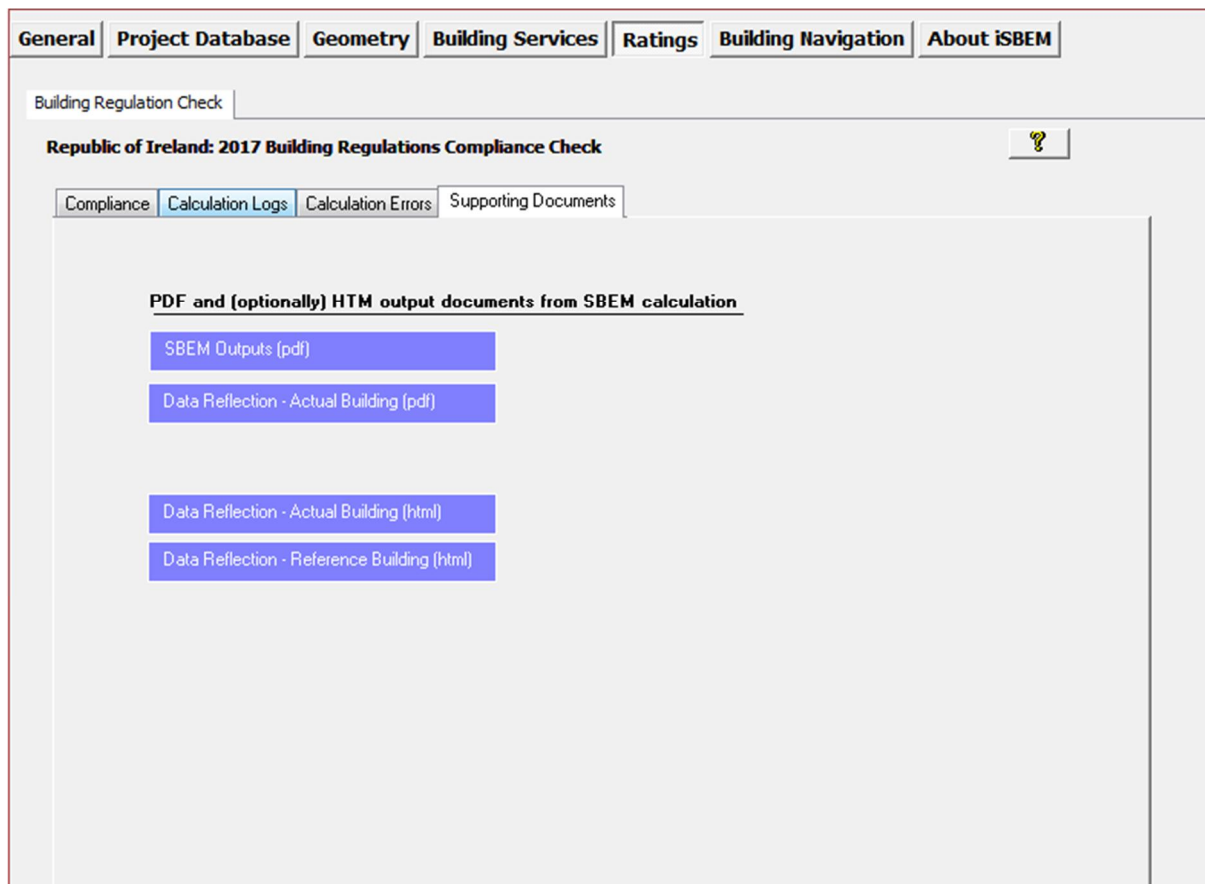 General Project Database Geometry Building Services Ratings Building Navigation About iSBEM
Building Regulation Check
Republic of Ireland: 2017 Building Regulations Compliance Check ?
Compliance Calculation Logs Calculation Errors Supporting Documents
PDF and (optionally) HTM output documents from SBEM calculation
SBEM Outputs (pdf)
Data Reflection - Actual Building (pdf)
Data Reflection - Actual Building (html)
Data Reflection - Reference Building (html)